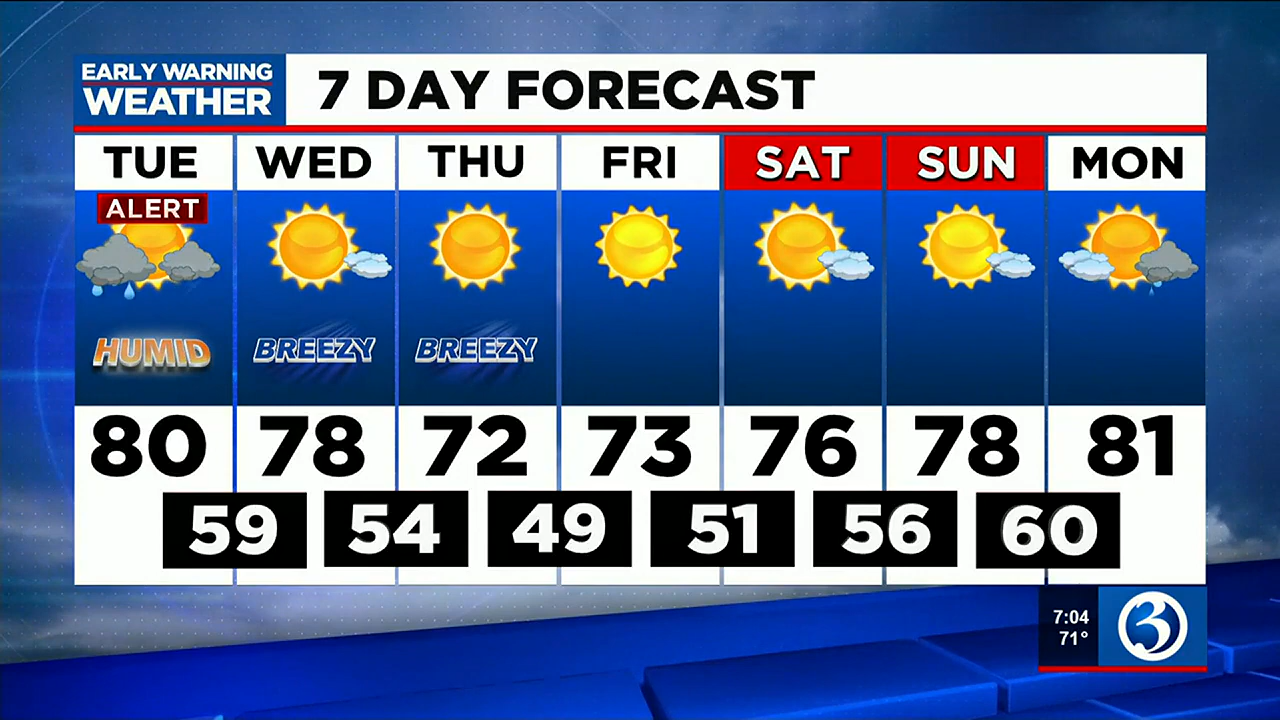 EARLY WARNING
WEATHER
7 DAY FORECAST
TUE WED THU FRI SAT SUN MON
ALERT
HUMID BREEZY BREEZY
80 78 72 73 76 78 81
59 54 49 51 56 60
7:04
71°
3